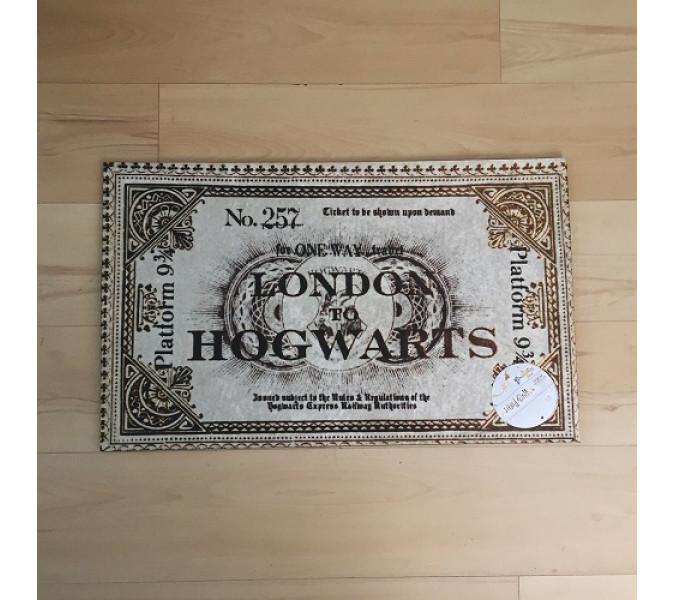 No. 257
Ticket to be shown upon demand
for ONE WAY travel
LONDON
TO
HOGWARTS
Platform 9¾
Platform 9¾
Issued subject to the Rules & Regulations of the
Hogwarts Express Railway Authorities